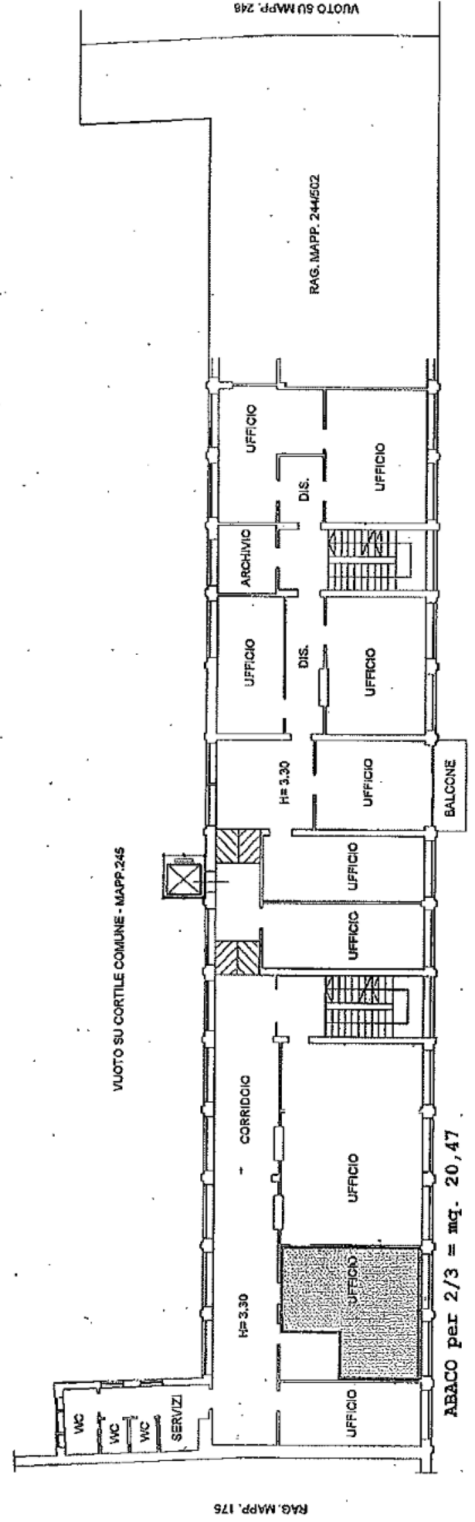 VUOTO SU MAPP. 246
RAG. MAPP. 244/502
UFFICIO
UFFICIO
DIS.
ARCHIVIO
UFFICIO
DIS.
UFFICIO
H= 3.30
UFFICIO
BALCONE
VUOTO SU CORTILE COMUNE - MAPP.245
UFFICIO
UFFICIO
CORRIDOIO
UFFICIO
H= 3.30
UFFICIO
UFFICIO
WC
WC
WC
SERVIZI
ABACO per 2/3 = mq. 20,47
RAG. MAPP. 175